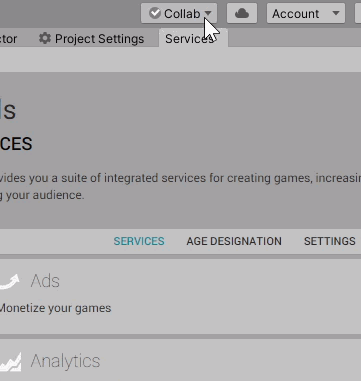 Collab
Account
ctor
Project Settings
Services
ds
CES
vides you a suite of integrated services for creating games, increasin
g your audience.
SERVICES
AGE DESIGNATION
SETTINGS
Ads
Monetize your games
Analytics